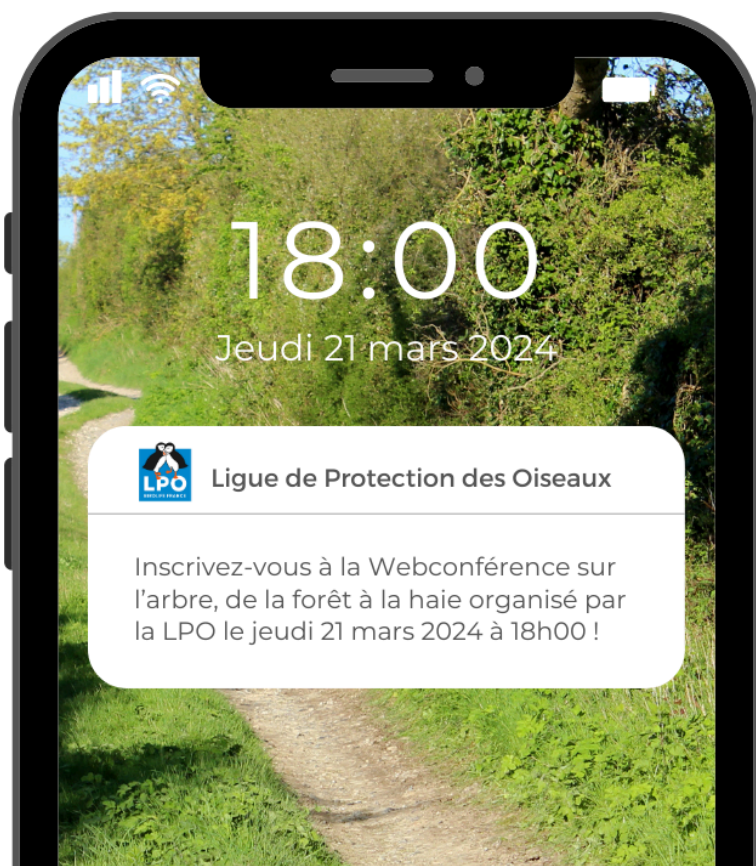 18:00
Jeudi 21 mars 2024
LPO
Ligue de Protection des Oiseaux
Inscrivez-vous à la Webconférence sur
l'arbre, de la forêt à la haie organisé par
la LPO le jeudi 21 mars 2024 à 18h00 !